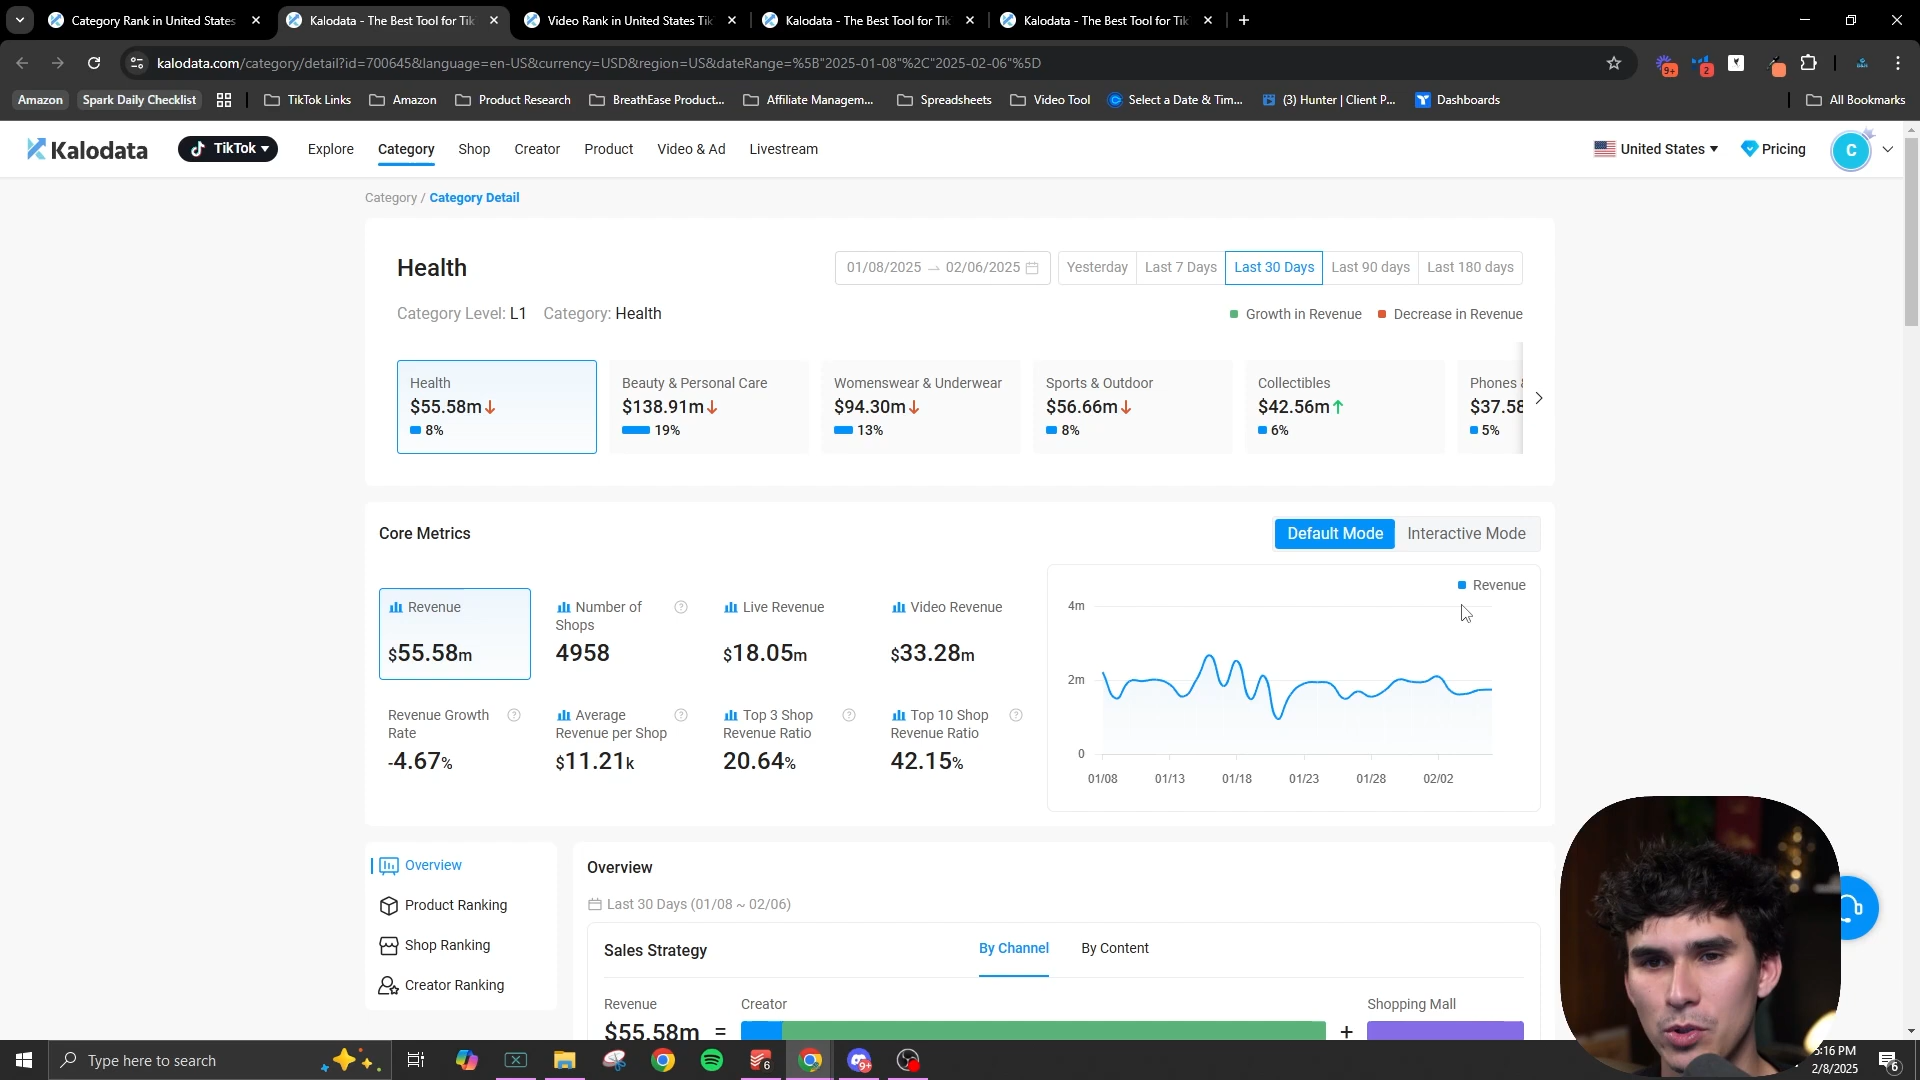 Category Rank in United States
Kalodata - The Best Tool for Tik
Video Rank in United States Tik
Kalodata - The Best Tool for Tik
Kalodata - The Best Tool for Tik
kalodata.com/category/detail?id=700645&language=en-US&currency=USD&region=US&dateRange=%5B"2025-01-08"%2C"2025-02-06"%5D
9+
2
Amazon
Spark Daily Checklist
TikTok Links
Amazon
Product Research
BreathEase Product...
Affiliate Managem...
Spreadsheets
Video Tool
Select a Date & Tim...
(3) Hunter | Client P...
Dashboards
All Bookmarks
Kalodata
TikTok
Explore
Category
Shop
Creator
Product
Video & Ad
Livestream
United States
Pricing
C
Category / Category Detail
Health
01/08/2025 → 02/06/2025
Yesterday
Last 7 Days
Last 30 Days
Last 90 days
Last 180 days
Category Level: L1 Category: Health
Growth in Revenue
Decrease in Revenue
Health
$55.58m↓
8%
Beauty & Personal Care
$138.91m↓
19%
Womenswear & Underwear
$94.30m↓
13%
Sports & Outdoor
$56.66m↓
8%
Collectibles
$42.56m↑
6%
Phones
$37.58
5%
Core Metrics
Default Mode
Interactive Mode
Revenue
$55.58m
Number of
Shops
4958
Live Revenue
$18.05m
Video Revenue
$33.28m
Revenue Growth
Rate
-4.67%
Average
Revenue per Shop
$11.21k
Top 3 Shop
Revenue Ratio
20.64%
Top 10 Shop
Revenue Ratio
42.15%
Revenue
4m
2m
0
01/08
01/13
01/18
01/23
01/28
02/02
Overview
Product Ranking
Shop Ranking
Creator Ranking
Overview
Last 30 Days (01/08 ~ 02/06)
Sales Strategy
By Channel
By Content
Revenue
$55.58m
=
Creator
+
Shopping Mall
Type here to search
6
9+
5:16 PM
2/8/2025
6